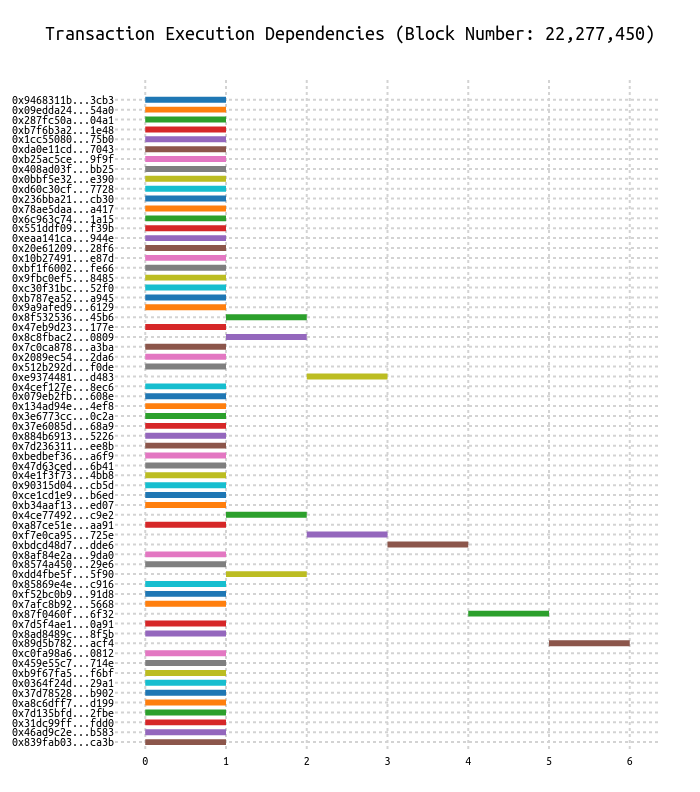 Transaction Execution Dependencies (Block Number: 22,277,450)
0x9468311b...3cb3
0x09edda24...54a0
0x287fc50a...04a1
0xb7f6b3a2...1e48
0x1cc55080...75b0
0xda0e11cd...7043
0xb25ac5ce...9f9f
0x408ad03f...bb25
0x0bbf5e32...e390
0xd60c30cf...7728
0x236bba21...cb30
0x78ae5daa...a417
0x6c963c74...1a15
0x551ddf09...f39b
0xeaa141ca...944e
0x20e61209...28f6
0x10b27491...e87d
0xbf1f6002...fe66
0x9fbc0ef5...8485
0xc30f31bc...52f0
0xb787ea52...a945
0x9a9afed9...6129
0x8f532536...45b6
0x47eb9d23...177e
0x8c8fbac2...0809
0x7c0ca878...a3ba
0x2089ec54...2da6
0x512b292d...f0de
0xe9374481...d483
0x4cef127e...8ec6
0x079eb2fb...608e
0x134ad94e...4ef8
0x3e6773cc...0c2a
0x37e6085d...68a9
0x884b6913...5226
0x7d236311...ee8b
0xbedbef36...a6f9
0x47d63ced...6b41
0x4e1f3f73...4bb8
0x90315d04...cb5d
0xce1cd1e9...b6ed
0xb34aaf13...ed07
0x4ce77492...c9e2
0xa87ce51e...aa91
0xf7e0ca95...725e
0xbdcd48d7...dde6
0x8af84e2a...9da0
0x8574a450...29e6
0xdd4fbe5f...5f90
0x85869e4e...c916
0xf52bc0b9...91d8
0x7afc8b92...5668
0x87f0460f...6f32
0x7d5f4ae1...0a91
0x8ad8489c...8f5b
0x89d5b782...acf4
0xc0fa98a6...0812
0x459e55c7...714e
0xb9f67fa5...f6bf
0x0364f24d...29a1
0x37d78528...b902
0xa8c6dff7...d199
0x7d135bfd...2fbe
0x31dc99ff...fdd0
0x46ad9c2e...b583
0x839fab03...ca3b
0 1 2 3 4 5 6